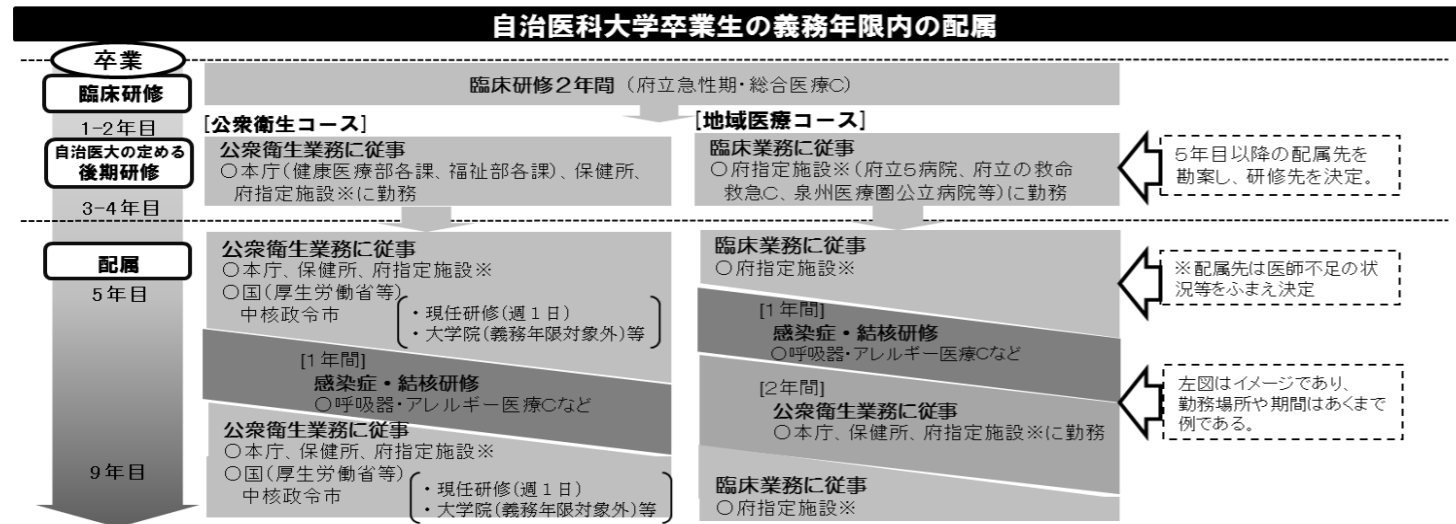 自治医科大学卒業生の義務年限内の配属
卒業
臨床研修
1-2年目
自治医大の定める
後期研修
3-4年目
配属
5年目
9年目
臨床研修2年間（府立急性期・総合医療C）
[公衆衛生コース]
公衆衛生業務に従事
○本庁（健康医療部各課、福祉部各課）、保健所、
府指定施設※に勤務
公衆衛生業務に従事
○本庁、保健所、府指定施設※
○国（厚生労働省等）
中核政令市
・現任研修（週１日）
・大学院（義務年限対象外）等
[1年間]
感染症・結核研修
○呼吸器・アレルギー医療Cなど
公衆衛生業務に従事
○本庁、保健所、府指定施設※
○国（厚生労働省等）
中核政令市
・現任研修（週１日）
・大学院（義務年限対象外）等
[地域医療コース]
臨床業務に従事
○府指定施設※（府立5病院、府立の救命
救急C、泉州医療圏公立病院等）に勤務
臨床業務に従事
○府指定施設※
[1年間]
感染症・結核研修
○呼吸器・アレルギー医療Cなど
[2年間]
公衆衛生業務に従事
○本庁、保健所、府指定施設※に勤務
臨床業務に従事
○府指定施設※
５年目以降の配属先を
勘案し、研修先を決定。
※配属先は医師不足の状
況等をふまえ決定
左図はイメージであり、
勤務場所や期間はあくまで
例である。